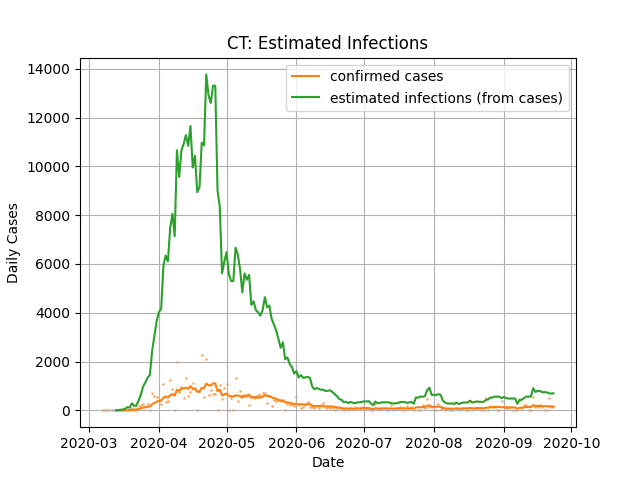 CT: Estimated Infections
confirmed cases
estimated infections (from cases)
Daily Cases
14000
12000
10000
8000
6000
4000
2000
0
2020-03 2020-04 2020-05 2020-06 2020-07 2020-08 2020-09 2020-10
Date